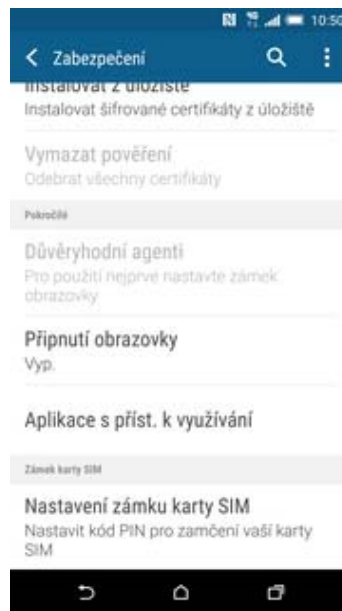 10:50
Zabezpečení
Instalovat z úložiště
Instalovat šifrované certifikáty z úložiště
Vymazat pověření
Odebrat všechny certifikáty
Pokročilé
Důvěryhodní agenti
Pro použití nejprve nastavte zámek
obrazovky
Připnutí obrazovky
Vyp.
Aplikace s příst. k využívání
Zámek karty SIM
Nastavení zámku karty SIM
Nastavit kód PIN pro zamčení vaší karty
SIM